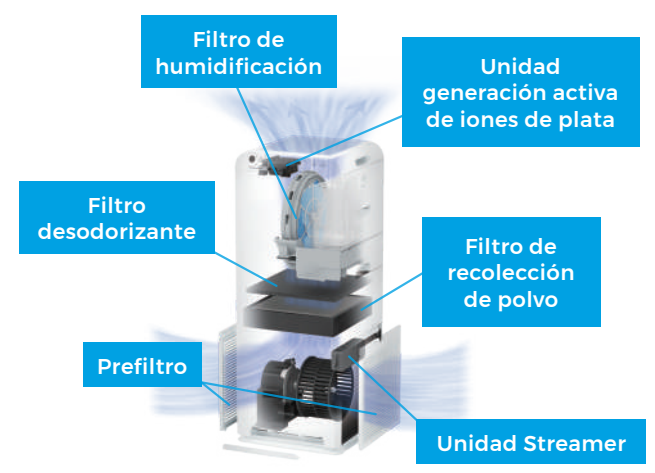 Filtro de
humidificación
Unidad
generación activa
de iones de plata
Filtro
desodorizante
Filtro de
recolección
de polvo
Prefiltro
Unidad Streamer